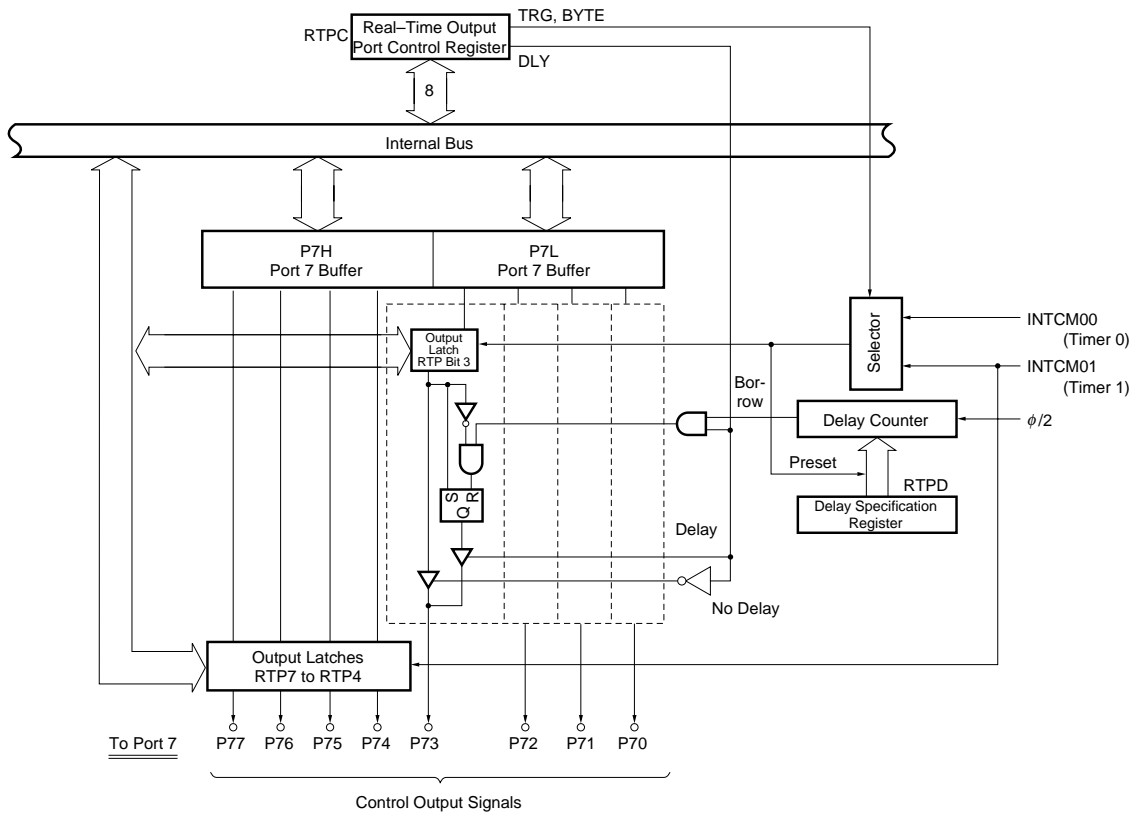 TRG, BYTE
RTPC
Real–Time Output
Port Control Register
DLY
8
Internal Bus
P7H
Port 7 Buffer
P7L
Port 7 Buffer
Output
Latch
RTP Bit 3
Selector
INTCM00
(Timer 0)
INTCM01
(Timer 1)
Bor-
row
Delay Counter
ϕ/2
Preset
RTPD
Delay Specification
Register
S
R
Q
Delay
No Delay
Output Latches
RTP7 to RTP4
To Port 7
P77
P76
P75
P74
P73
P72
P71
P70
Control Output Signals